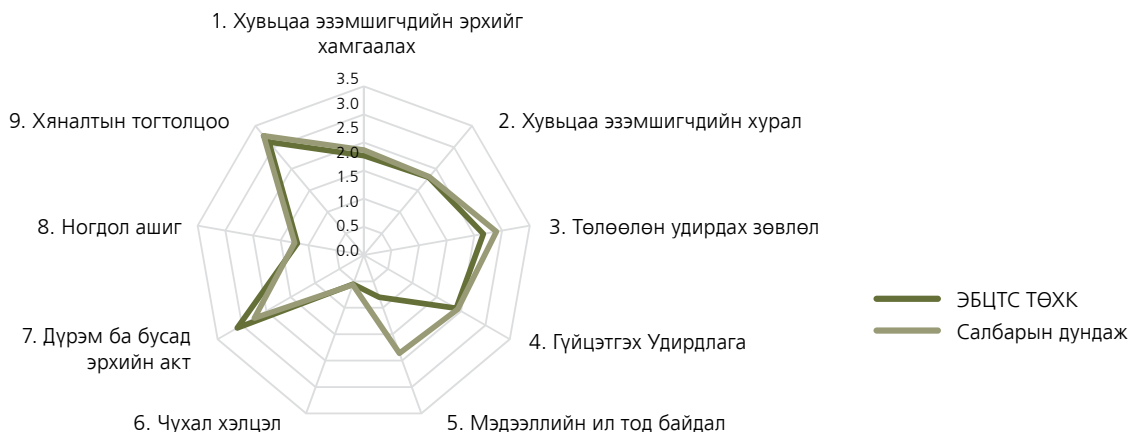 1. Хувьцаа эзэмшигчдийн эрхийг
хамгаалах
3.5
3.0
2.5
2.0
1.5
1.0
0.5
0.0
9. Хяналтын тогтолцоо
2. Хувьцаа эзэмшигчдийн хурал
8. Ногдол ашиг
3. Төлөөлөн удирдах зөвлөл
7. Дүрэм ба бусад
эрхийн акт
4. Гүйцэтгэх Удирдлага
6. Чухал хэлцэл
5. Мэдээллийн ил тод байдал
ЭБЦТС ТӨХК
Салбарын дундаж